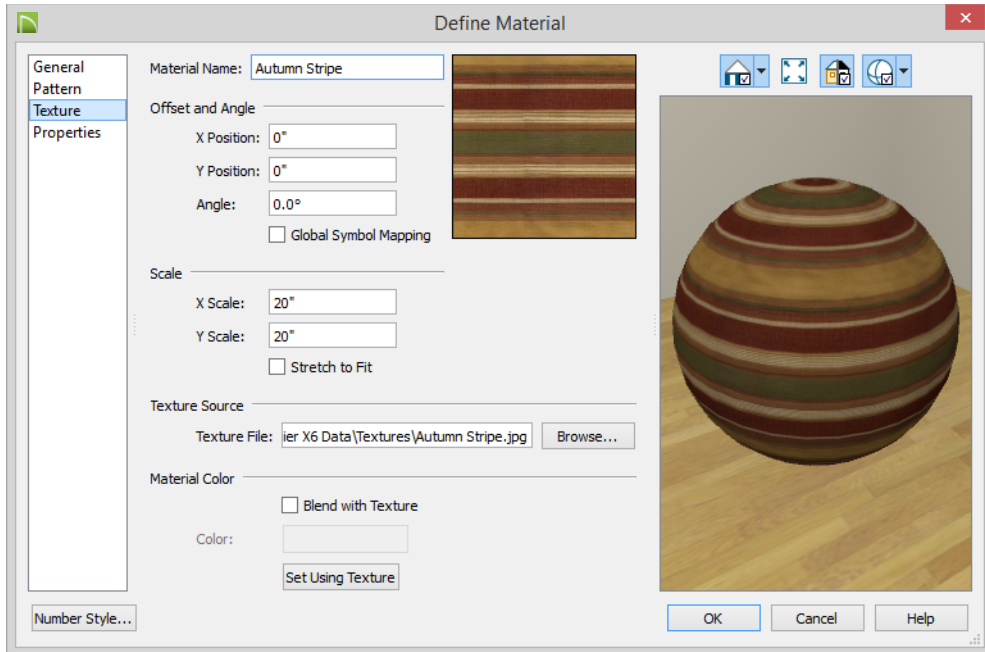 Define Material
General
Pattern
Texture
Properties
Material Name: Autumn Stripe
Offset and Angle
X Position: 0"
Y Position: 0"
Angle: 0.0°
Global Symbol Mapping
Scale
X Scale: 20"
Y Scale: 20"
Stretch to Fit
Texture Source
Texture File: ier X6 Data\Textures\Autumn Stripe.jpg Browse...
Material Color
Blend with Texture
Color:
Set Using Texture
Number Style... OK Cancel Help